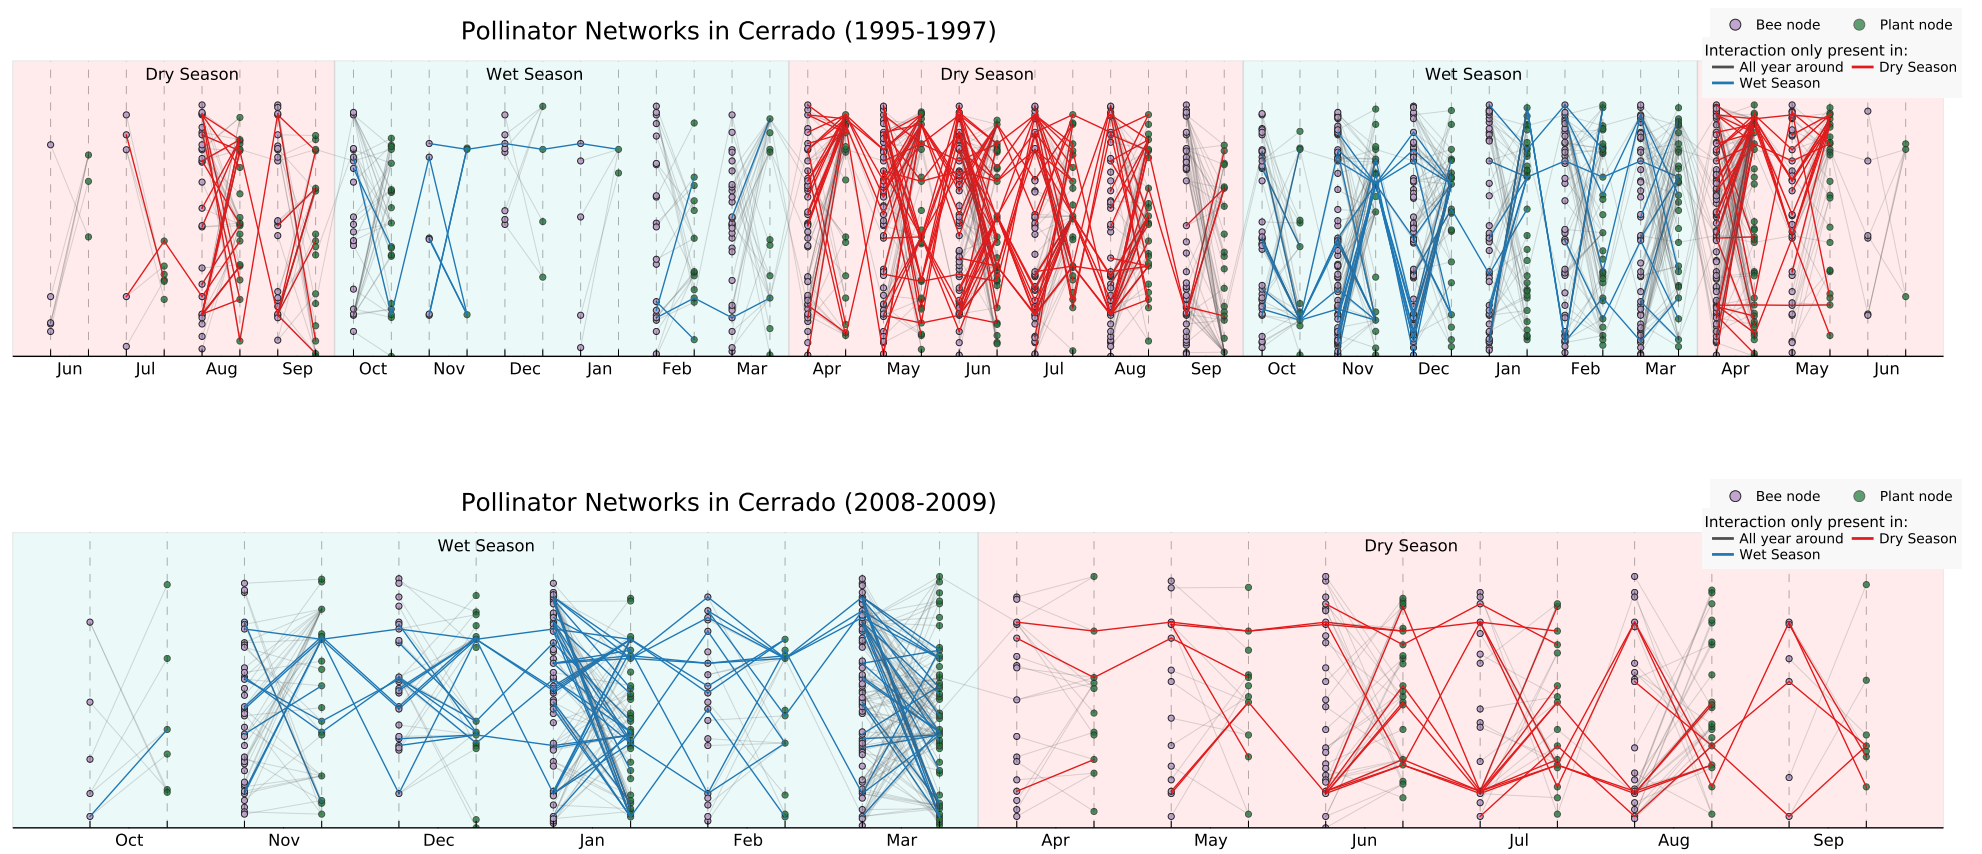 Pollinator Networks in Cerrado (1995-1997)
Bee node Plant node
Interaction only present in:
All year around Dry Season
Wet Season
Dry Season Wet Season Dry Season Wet Season
Jun Jul Aug Sep Oct Nov Dec Jan Feb Mar Apr May Jun Jul Aug Sep Oct Nov Dec Jan Feb Mar Apr May Jun
Pollinator Networks in Cerrado (2008-2009)
Bee node Plant node
Interaction only present in:
All year around Dry Season
Wet Season
Wet Season Dry Season
Oct Nov Dec Jan Feb Mar Apr May Jun Jul Aug Sep